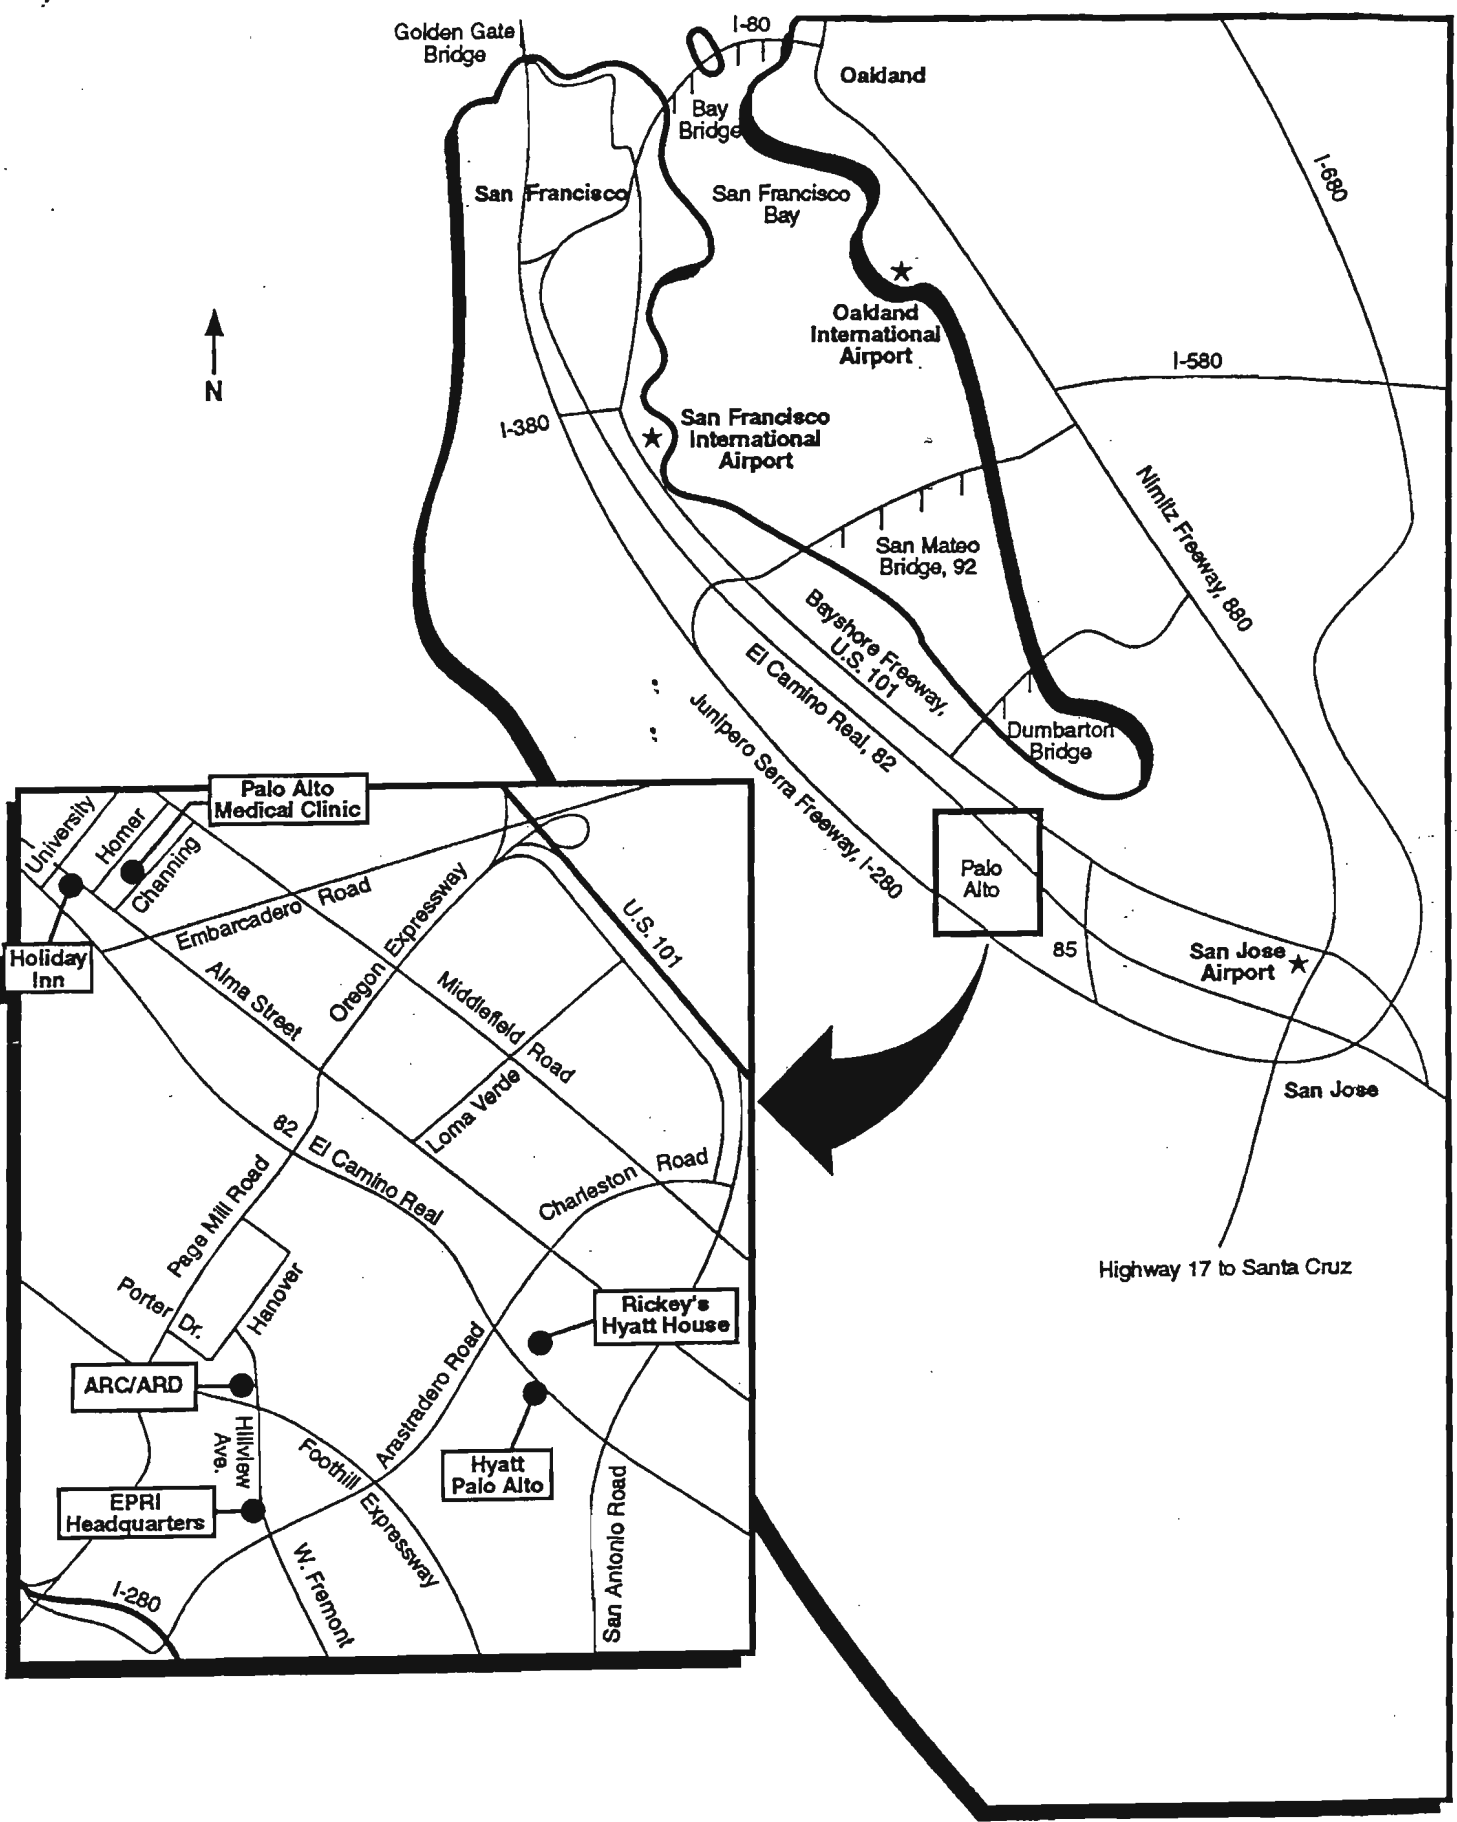 Golden Gate
Bridge
I-80
Oakland
Bay
Bridge
I-680
San Francisco
San Francisco
Bay
N
Oakland
International
Airport
I-580
I-380
San Francisco
International
Airport
Nimitz Freeway, 880
San Mateo
Bridge, 92
Bayshore Freeway,
U.S. 101
El Camino Real, 82
Junipero Serra Freeway, I-280
Dumbarton
Bridge
Palo
Alto
85
San Jose
Airport
San Jose
Highway 17 to Santa Cruz
Palo Alto
Medical Clinic
University
Homer
Channing
Embarcadero Road
Oregon Expressway
U.S. 101
Holiday
Inn
Alma Street
Middlefield Road
Loma Verde
82 El Camino Real
Charleston Road
Page Mill Road
Porter Dr.
Hanover
Rickey's
Hyatt House
ARC/ARD
Arastradero Road
Hillview
Ave.
Foothill Expressway
Hyatt
Palo Alto
EPRI
Headquarters
San Antonio Road
W. Fremont
I-280